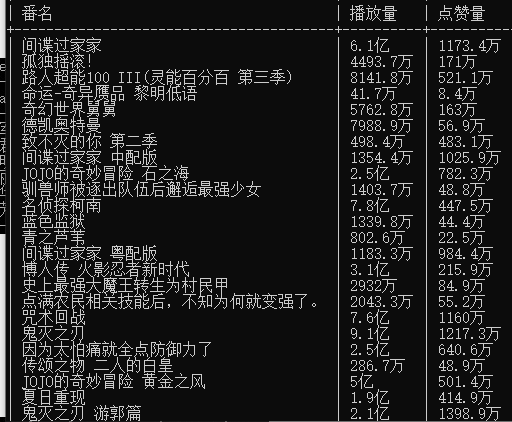 番名 播放量 点赞量
间谍过家家 6.1亿 1173.4万
孤独摇滚! 4493.7万 171万
路人超能100 III(灵能百分百 第三季) 8141.8万 521.1万
命运-奇异赝品 黎明低语 41.7万 8.4万
奇幻世界舅舅 5762.8万 163万
德凯奥特曼 7988.9万 56.9万
致不灭的你 第二季 498.4万 483.1万
间谍过家家 中配版 1354.4万 1025.9万
JOJO的奇妙冒险 石之海 2.5亿 782.3万
驯兽师被逐出队伍后邂逅最强少女 1403.7万 48.8万
名侦探柯南 7.8亿 447.5万
蓝色监狱 1339.8万 44.4万
青之芦苇 802.6万 22.5万
间谍过家家 粤配版 1183.3万 984.4万
博人传 火影忍者新时代 3.1亿 215.9万
史上最强大魔王转生为村民甲 2932万 84.9万
点满农民相关技能后，不知为何就变强了。 2043.3万 55.2万
咒术回战 7.6亿 1160万
鬼灭之刃 9.1亿 1217.3万
因为太怕痛就全点防御力了 2.5亿 640.6万
传颂之物 二人的白皇 286.7万 48.9万
JOJO的奇妙冒险 黄金之风 5亿 501.4万
夏日重现 1.9亿 414.9万
鬼灭之刃 游郭篇 2.1亿 1398.9万